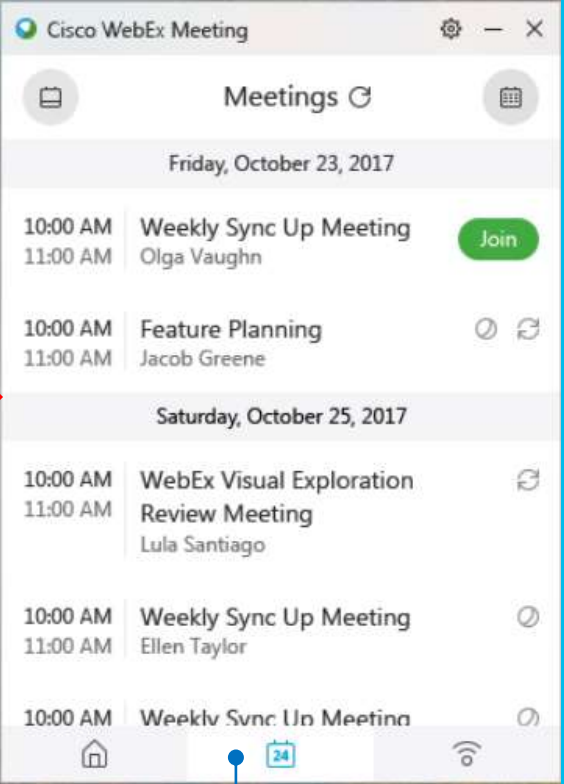 Cisco WebEx Meeting
Meetings
Friday, October 23, 2017
10:00 AM Weekly Sync Up Meeting
11:00 AM Olga Vaughn
Join
10:00 AM Feature Planning
11:00 AM Jacob Greene
Saturday, October 25, 2017
10:00 AM WebEx Visual Exploration
11:00 AM Review Meeting
Lula Santiago
10:00 AM Weekly Sync Up Meeting
11:00 AM Ellen Taylor
10:00 AM Weekly Sync Up Meeting
24